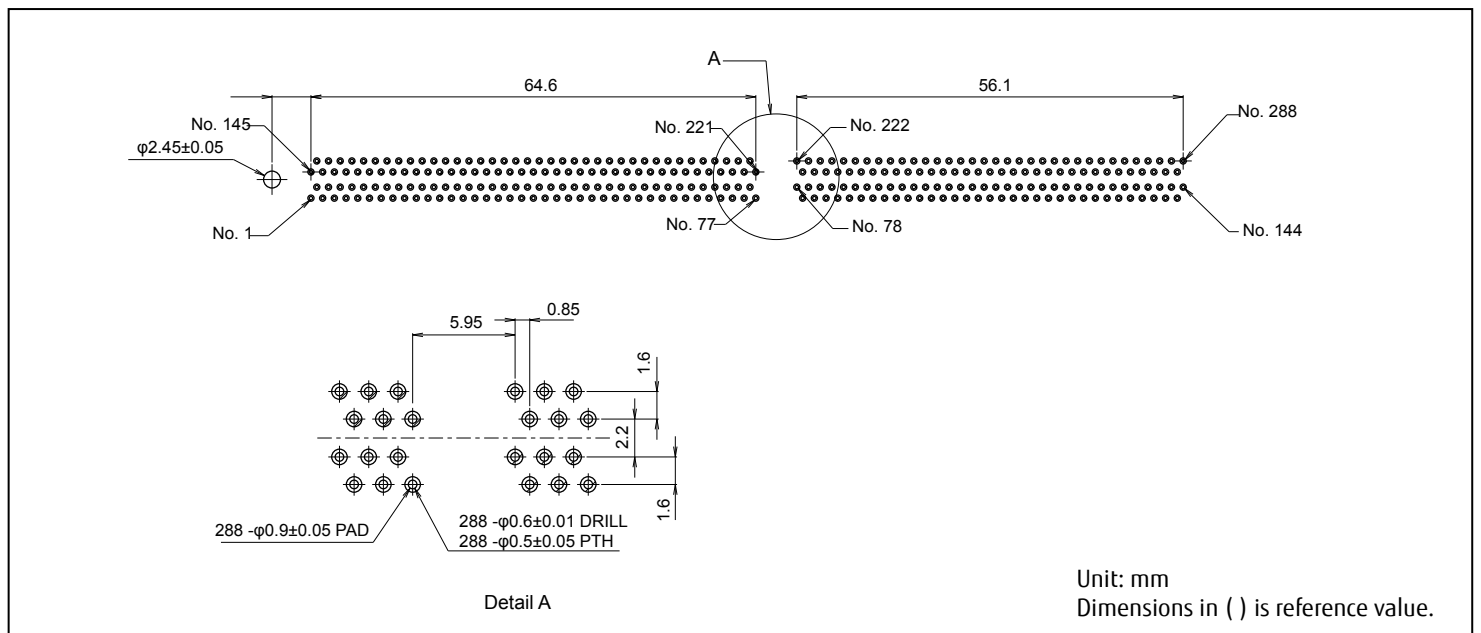 A
64.6
56.1
No. 145
No. 221
No. 222
No. 288
φ2.45±0.05
No. 1
No. 77
No. 78
No. 144
5.95
0.85
1.6
2.2
1.6
288 -φ0.9±0.05 PAD
288 -φ0.6±0.01 DRILL
288 -φ0.5±0.05 PTH
Detail A
Unit: mm
Dimensions in ( ) is reference value.